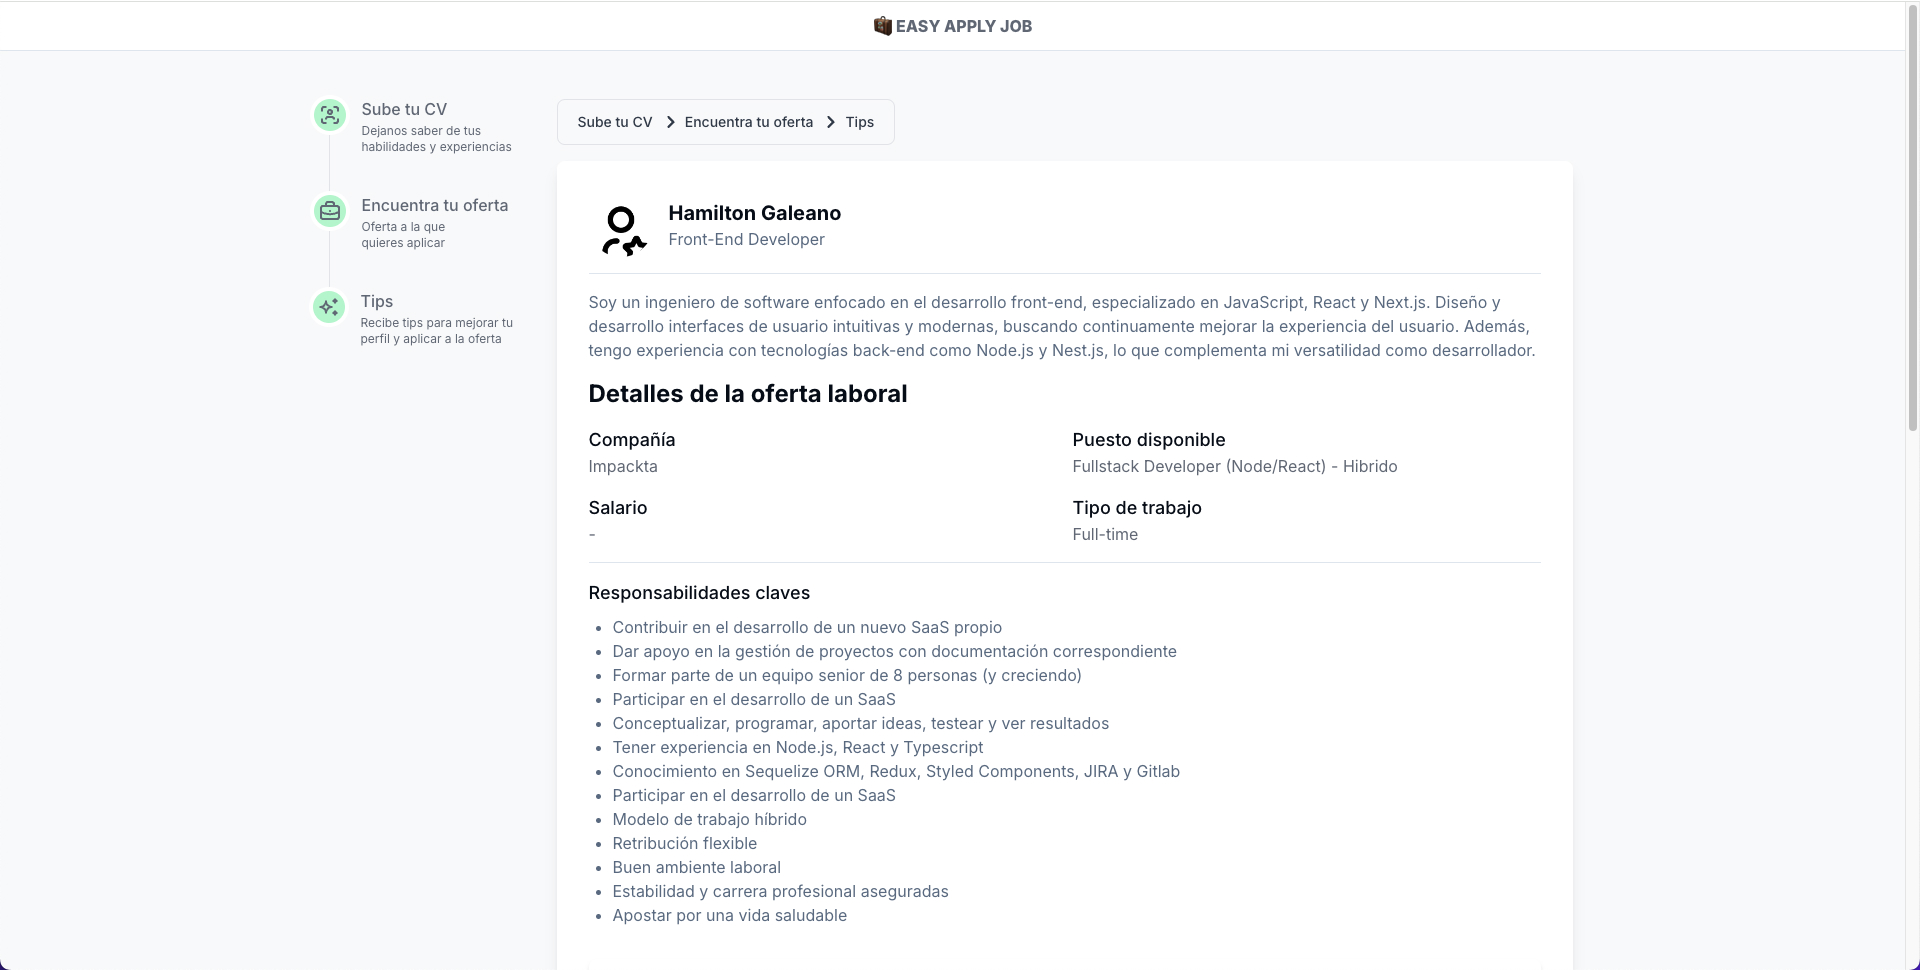 EASY APPLY JOB
Sube tu CV
Dejanos saber de tus
habilidades y experiencias
Encuentra tu oferta
Oferta a la que
quieres aplicar
Tips
Recibe tips para mejorar tu
perfil y aplicar a la oferta
Sube tu CV > Encuentra tu oferta > Tips
Hamilton Galeano
Front-End Developer
Soy un ingeniero de software enfocado en el desarrollo front-end, especializado en JavaScript, React y Next.js. Diseño y
desarrollo interfaces de usuario intuitivas y modernas, buscando continuamente mejorar la experiencia del usuario. Además,
tengo experiencia con tecnologías back-end como Node.js y Nest.js, lo que complementa mi versatilidad como desarrollador.
Detalles de la oferta laboral
Compañía
Impackta
Puesto disponible
Fullstack Developer (Node/React) - Hibrido
Salario
-
Tipo de trabajo
Full-time
Responsabilidades claves
• Contribuir en el desarrollo de un nuevo SaaS propio
• Dar apoyo en la gestión de proyectos con documentación correspondiente
• Formar parte de un equipo senior de 8 personas (y creciendo)
• Participar en el desarrollo de un SaaS
• Conceptualizar, programar, aportar ideas, testear y ver resultados
• Tener experiencia en Node.js, React y Typescript
• Conocimiento en Sequelize ORM, Redux, Styled Components, JIRA y Gitlab
• Participar en el desarrollo de un SaaS
• Modelo de trabajo híbrido
• Retribución flexible
• Buen ambiente laboral
• Estabilidad y carrera profesional aseguradas
• Apostar por una vida saludable